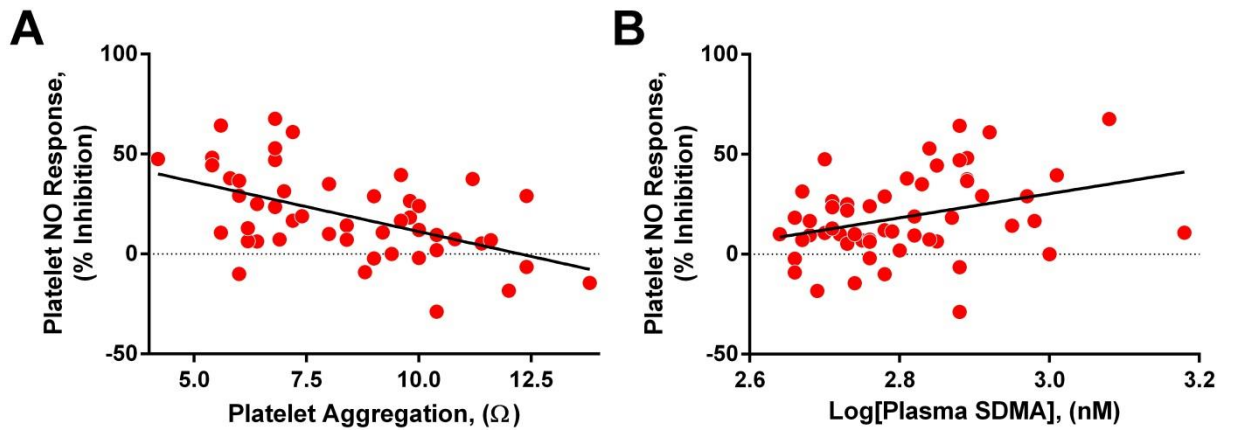 A
Platelet NO Response,
(% Inhibition)
100
50
0
-50
5.0 7.5 10.0 12.5
Platelet Aggregation, (Ω)
B
Platelet NO Response,
(% Inhibition)
100
50
0
-50
2.6 2.8 3.0 3.2
Log[Plasma SDMA], (nM)